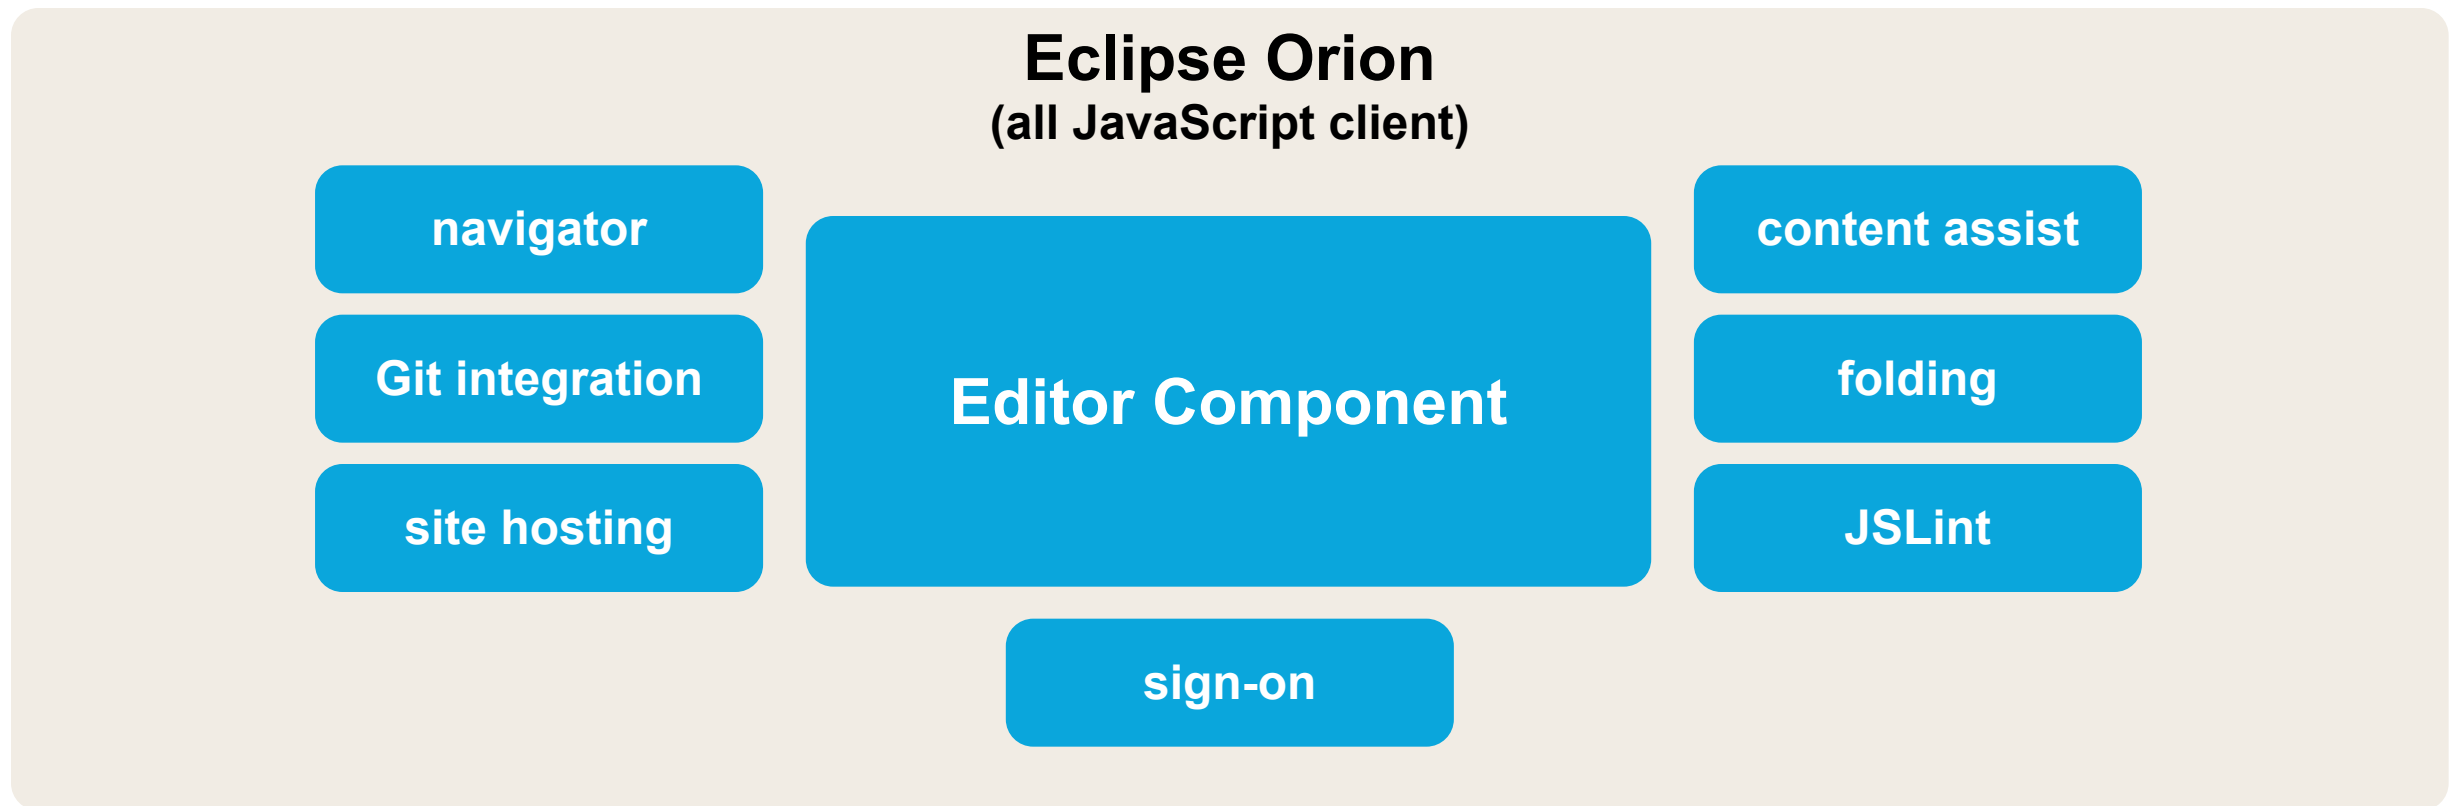 Eclipse Orion
(all JavaScript client)
navigator
Git integration
site hosting
Editor Component
content assist
folding
JSLint
sign-on